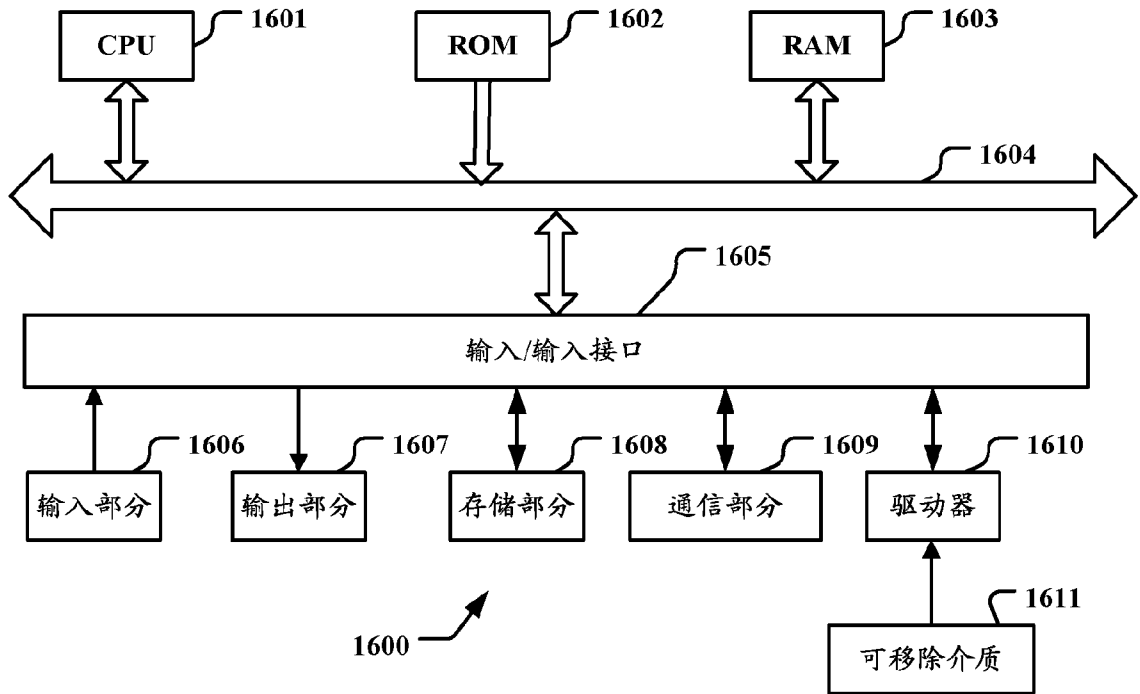 CPU
1601
ROM
1602
RAM
1603
1604
1605
输入/输入接口
1606
1607
1608
1609
1610
输入部分
输出部分
存储部分
通信部分
驱动器
1600
1611
可移除介质